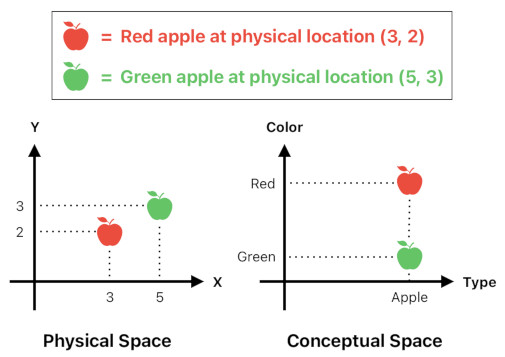 = Red apple at physical location (3, 2)
= Green apple at physical location (5, 3)
Y
3
2
3
5
X
Physical Space
Color
Red
Green
Apple
Type
Conceptual Space